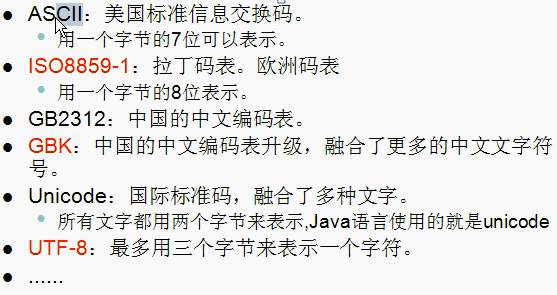 ASCII：美国标准信息交换码。
用一个字节的7位可以表示。
ISO8859-1：拉丁码表。欧洲码表
用一个字节的8位表示。
GB2312：中国的中文编码表。
GBK：中国的中文编码表升级，融合了更多的中文文字符
号。
Unicode：国际标准码，融合了多种文字。
所有文字都用两个字节来表示,Java语言使用的就是unicode
UTF-8：最多用三个字节来表示一个字符。
......